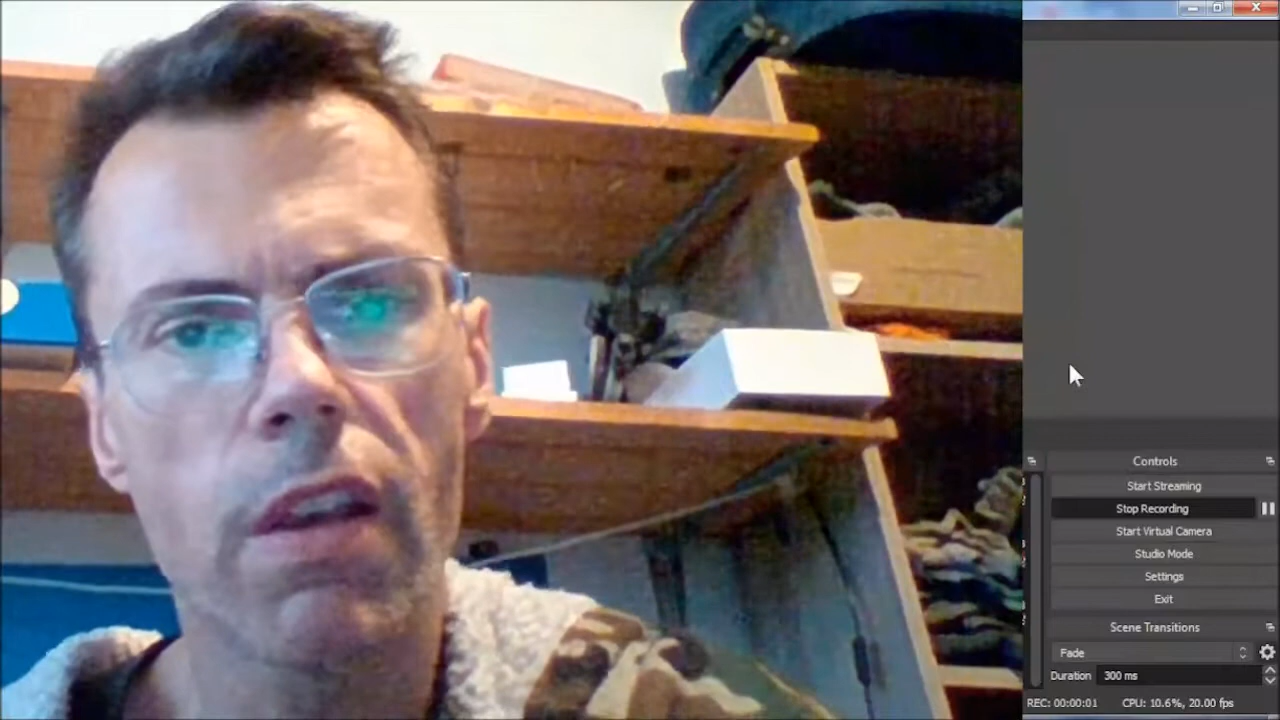 Controls
Start Streaming
Stop Recording
Start Virtual Camera
Studio Mode
Settings
Exit
Scene Transitions
Fade
Duration 300 ms
REC: 00:00:01 CPU: 10.6%, 20.00 fps